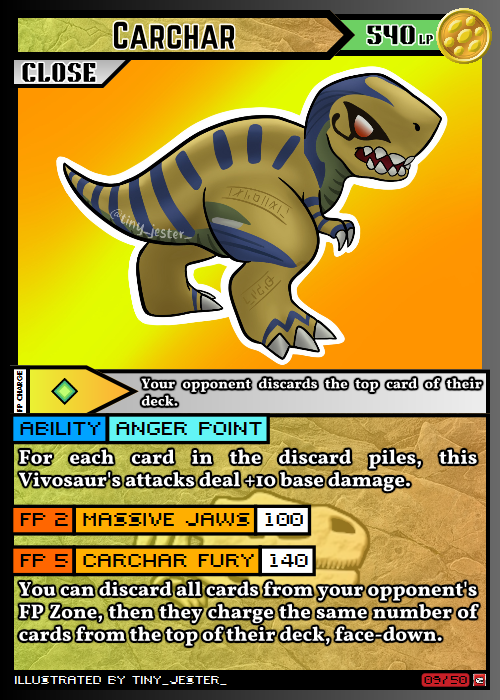 CARCHAR
540 LP
CLOSE
@tiny_jester_
FP CHARGE
Your opponent discards the top card of their
deck.
ABILITY ANGER POINT
For each card in the discard piles, this
Vivosaur's attacks deal +10 base damage.
FP 2 MASSIVE JAWS 100
FP 5 CARCHAR FURY 140
You can discard all cards from your opponent's
FP Zone, then they charge the same number of
cards from the top of their deck, face-down.
ILLUSTRATED BY TINY_JESTER_
09/50